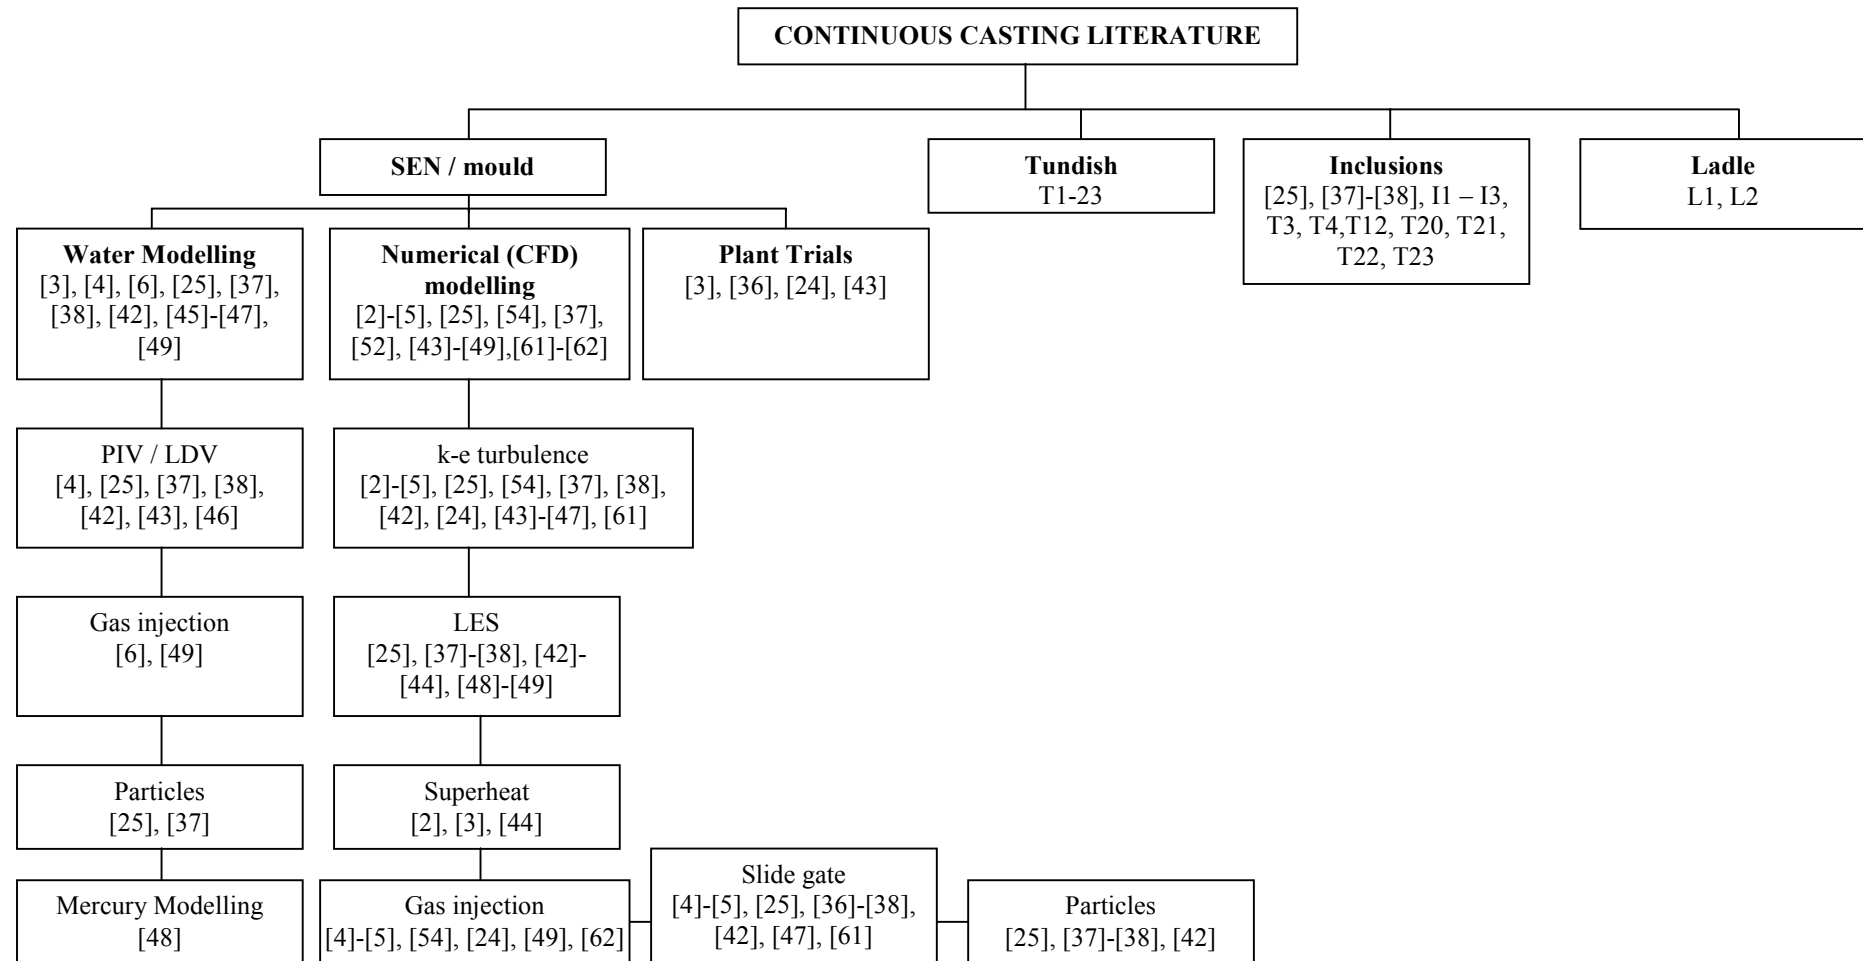 CONTINUOUS CASTING LITERATURE
SEN / mould
Tundish
T1-23
Inclusions
[25], [37]-[38], I1 – I3,
T3, T4,T12, T20, T21,
T22, T23
Ladle
L1, L2
Water Modelling
[3], [4], [6], [25], [37],
[38], [42], [45]-[47],
[49]
Numerical (CFD)
modelling
[2]-[5], [25], [54], [37],
[52], [43]-[49],[61]-[62]
Plant Trials
[3], [36], [24], [43]
PIV / LDV
[4], [25], [37], [38],
[42], [43], [46]
k-e turbulence
[2]-[5], [25], [54], [37], [38],
[42], [24], [43]-[47], [61]
Gas injection
[6], [49]
LES
[25], [37]-[38], [42]-
[44], [48]-[49]
Particles
[25], [37]
Superheat
[2], [3], [44]
Mercury Modelling
[48]
Gas injection
[4]-[5], [54], [24], [49], [62]
Slide gate
[4]-[5], [25], [36]-[38],
[42], [47], [61]
Particles
[25], [37]-[38], [42]